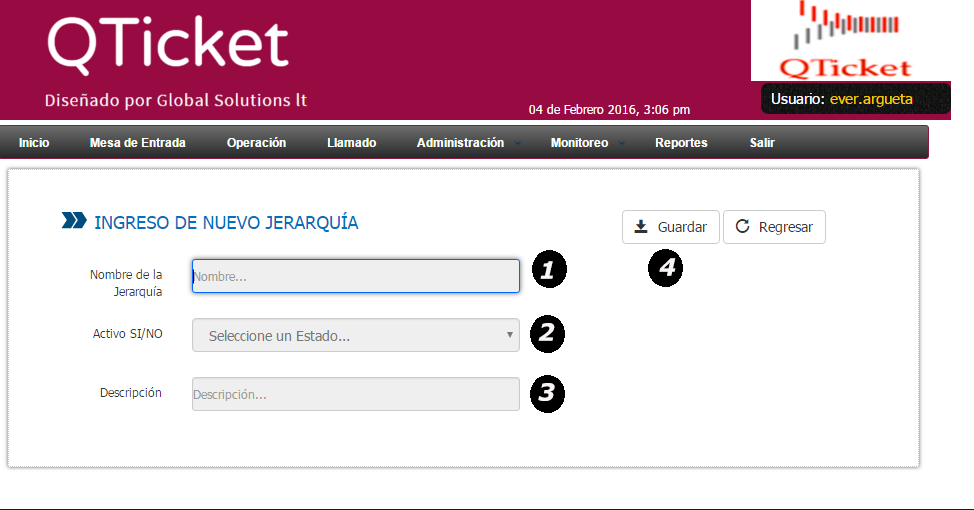 QTicket
QTicket
Diseñado por Global Solutions lt
04 de Febrero 2016, 3:06 pm
Usuario: ever.argueta
Inicio Mesa de Entrada Operación Llamado Administración Monitoreo Reportes Salir
INGRESO DE NUEVO JERARQUÍA
Guardar Regresar
Nombre de la
Jerarquía
Nombre...
1
4
Activo SI/NO Seleccione un Estado... 2
Descripción Descripción... 3